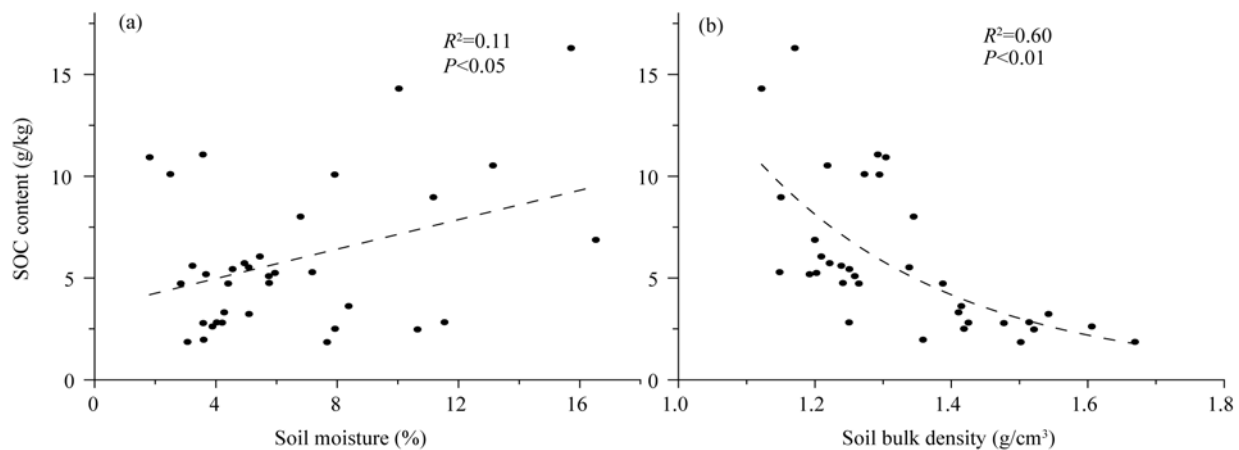 (a)
R²=0.11
P<0.05
SOC content (g/kg)
15
10
5
0
0 4 8 12 16
Soil moisture (%)
(b)
R²=0.60
P<0.01
15
10
5
0
1.0 1.2 1.4 1.6 1.8
Soil bulk density (g/cm³)